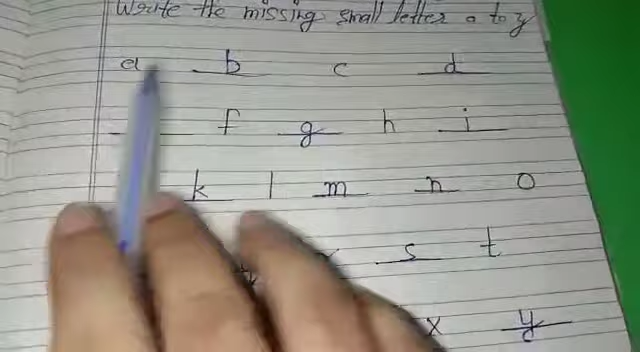 Write the missing small letter a to y
a b c d
f g h i
k l m n o
s t
x y